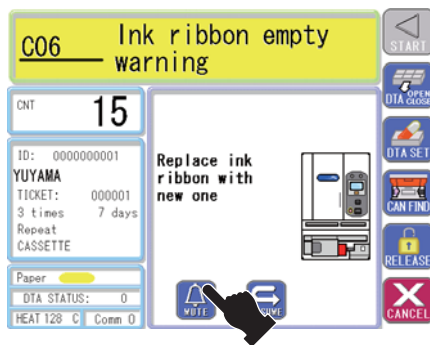 C06 Ink ribbon empty
warning
START
CNT 15
DTA OPEN CLOSE
ID: 0000000001
YUYAMA
TICKET: 000001
3 times 7 days
Repeat
CASSETTE
Replace ink
ribbon with
new one
DTA SET
CAN FIND
RELEASE
Paper
DTA STATUS: 0
HEAT 128 C Comm 0
MUTE
CANCEL